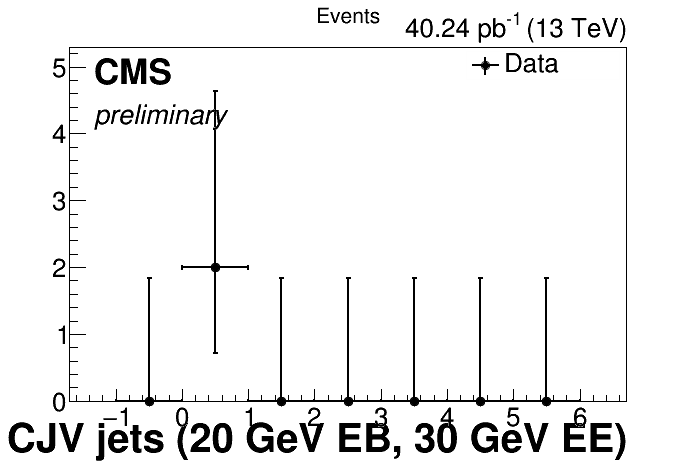 Events
40.24 pb-1 (13 TeV)
CMS
preliminary
Data
5
4
3
2
1
0
−1 0 1 2 3 4 5 6
CJV jets (20 GeV EB, 30 GeV EE)